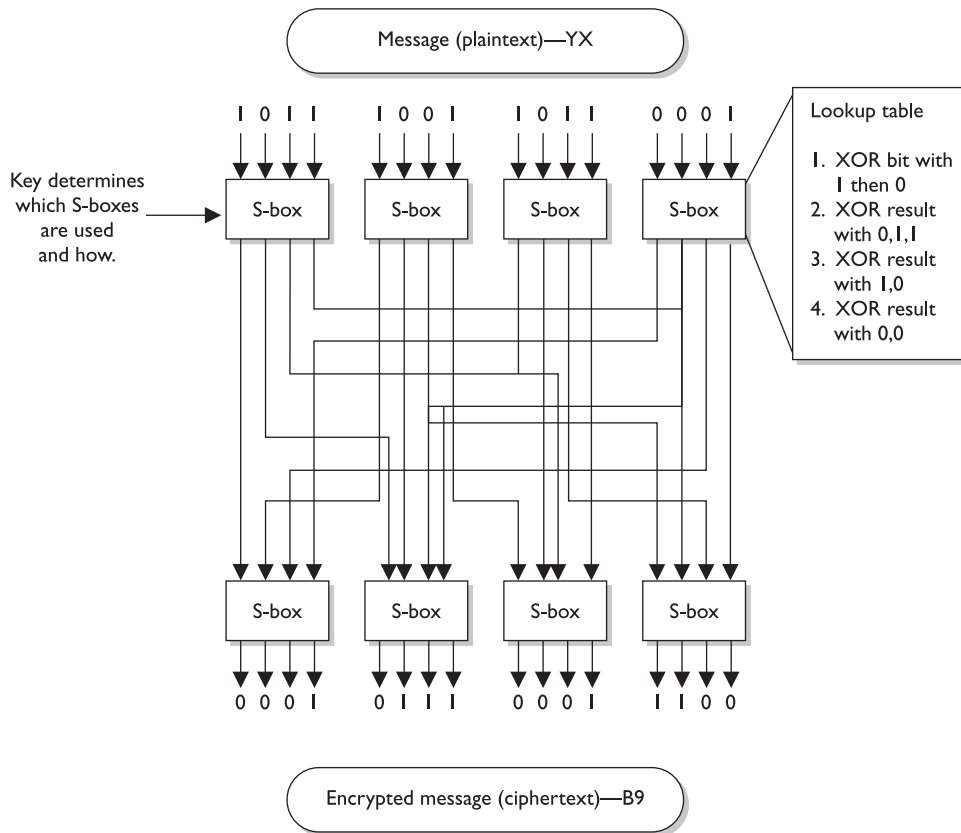 Message (plaintext)—YX
1 0 1 1 1 0 0 1 1 0 1 1 0 0 0 1
Lookup table
1. XOR bit with
1 then 0
2. XOR result
with 0,1,1
3. XOR result
with 1,0
4. XOR result
with 0,0
Key determines
which S-boxes
are used
and how.
S-box S-box S-box S-box
S-box S-box S-box S-box
0 0 0 1 0 1 1 1 0 0 0 1 1 1 0 0
Encrypted message (ciphertext)—B9